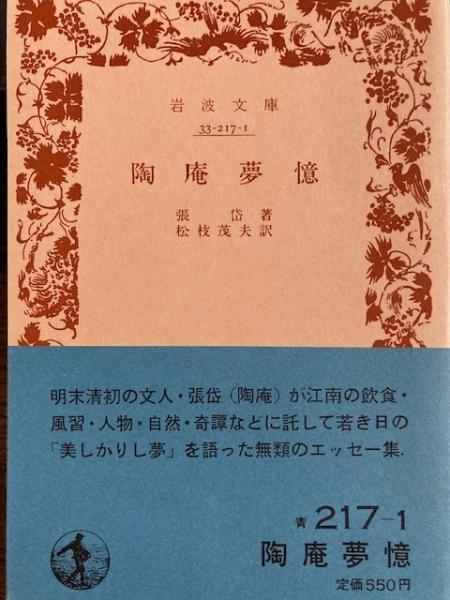 岩波文庫
33-217-1
陶庵夢憶
張岱著
松枝茂夫訳
明末清初の文人・張岱（陶庵）が江南の飲食・
風習・人物・自然・奇譚などに託して若き日の
「美しかりし夢」を語った無類のエッセー集.
青 217-1
陶庵夢憶
定価550円